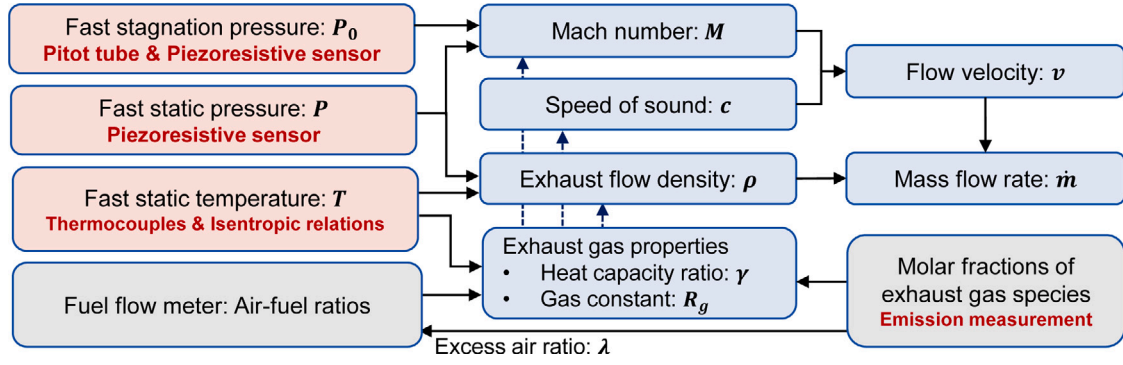 Fast stagnation pressure: P₀
Pitot tube & Piezoresistive sensor
Mach number: M
Flow velocity: v
Fast static pressure: P
Piezoresistive sensor
Speed of sound: c
Fast static temperature: T
Thermocouples & Isentropic relations
Exhaust flow density: ρ
Mass flow rate: ṁ
Exhaust gas properties
• Heat capacity ratio: γ
• Gas constant: R_g
Fuel flow meter: Air-fuel ratios
Molar fractions of
exhaust gas species
Emission measurement
Excess air ratio: λ